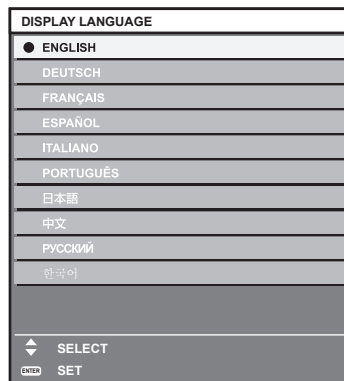 DISPLAY LANGUAGE
ENGLISH
DEUTSCH
FRANÇAIS
ESPAÑOL
ITALIANO
PORTUGUÊS
日本語
中文
РУССКИЙ
한국어
SELECT
ENTER SET